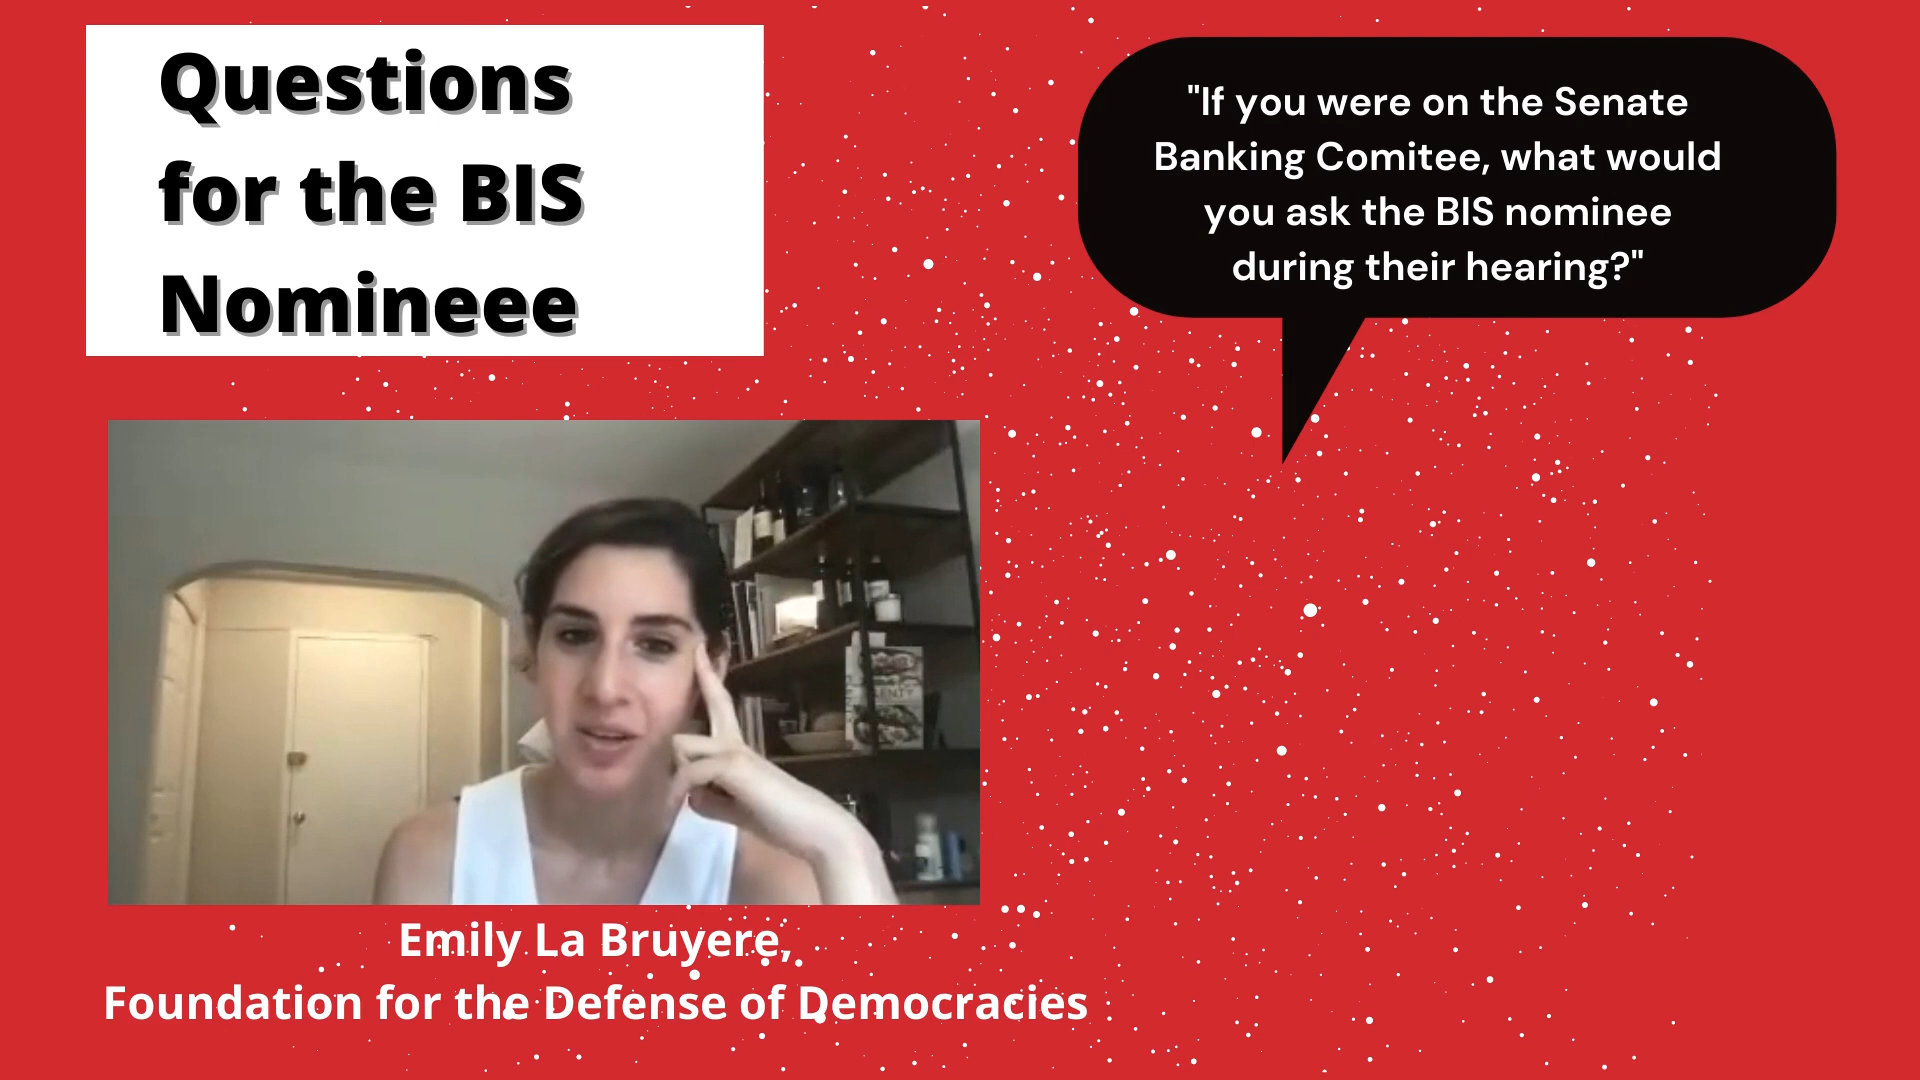 Questions
for the BIS
Nomineee
"If you were on the Senate
Banking Comitee, what would
you ask the BIS nominee
during their hearing?"
PLENTY
Emily La Bruyere,
Foundation for the Defense of Democracies